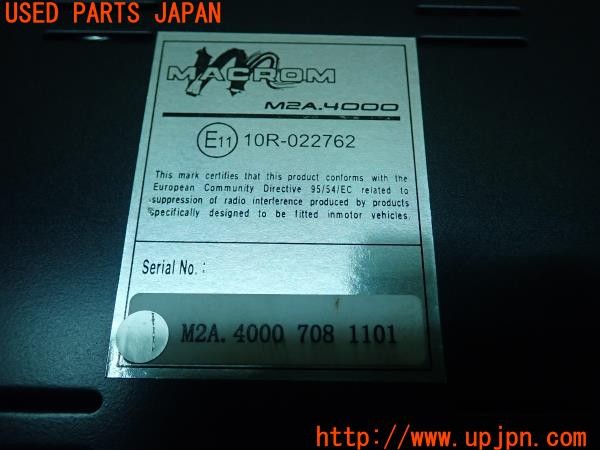 USED PARTS JAPAN
m
MACROM
M2A.4000
E11 10R-022762
This mark certifies that this product conforms with the
European Community Directive 95/54/EC related to
suppression of radio interference produced by products
specifically designed to be fitted inmotor vehicles.
Serial No. :
M2A. 4000 708 1101
U-PARTS
http://www.upjpn.com